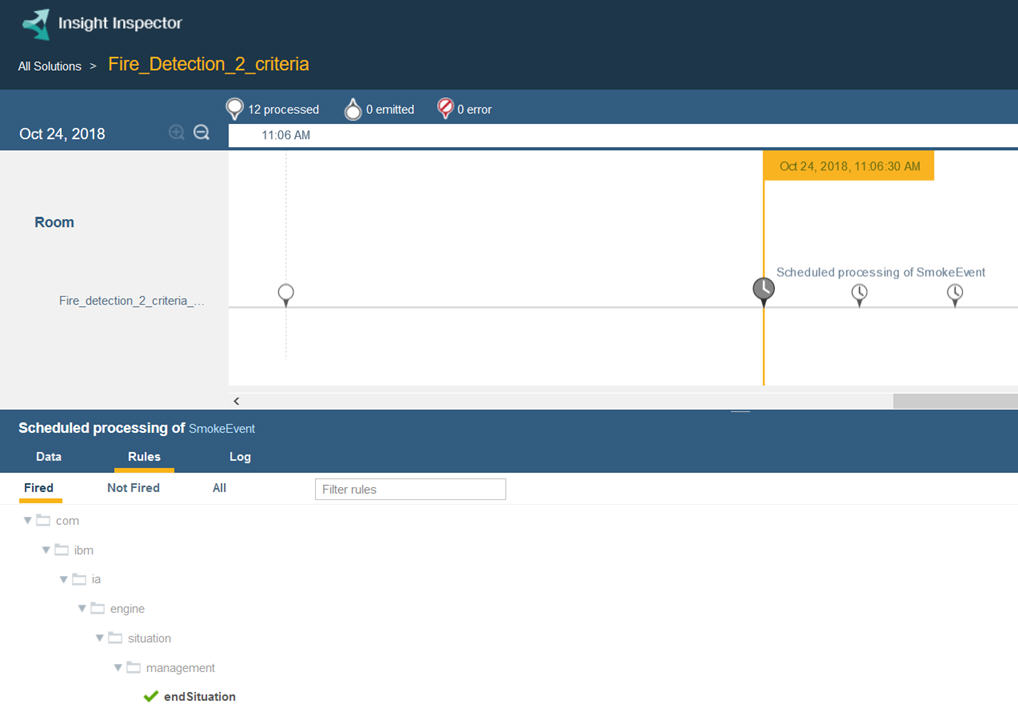 Insight Inspector
All Solutions > Fire_Detection_2_criteria
12 processed 0 emitted 0 error
Oct 24, 2018
11:06 AM
Oct 24, 2018, 11:06:30 AM
Room
Scheduled processing of SmokeEvent
Fire_detection_2_criteria_...
Scheduled processing of SmokeEvent
Data Rules Log
Fired Not Fired All Filter rules
com
ibm
ia
engine
situation
management
endSituation